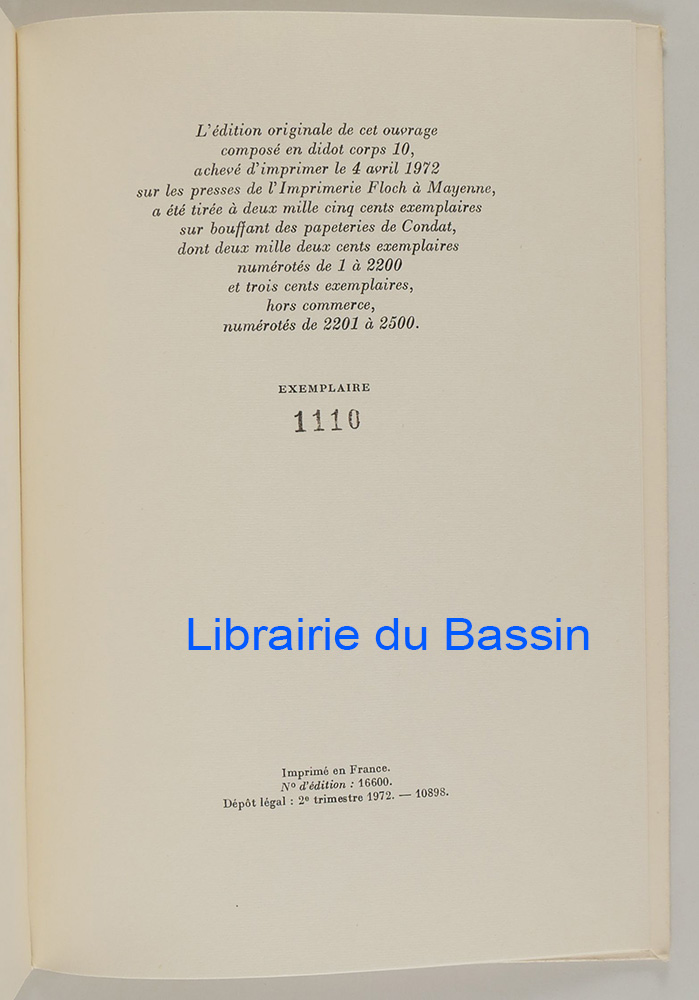 L'édition originale de cet ouvrage
composé en didot corps 10,
achevé d'imprimer le 4 avril 1972
sur les presses de l'Imprimerie Floch à Mayenne,
a été tirée à deux mille cinq cents exemplaires
sur bouffant des papeteries de Condat,
dont deux mille deux cents exemplaires
numérotés de 1 à 2200
et trois cents exemplaires,
hors commerce,
numérotés de 2201 à 2500.
EXEMPLAIRE
1110
Librairie du Bassin
Imprimé en France.
Nº d'édition : 16600.
Dépôt légal : 2e trimestre 1972. — 10898.